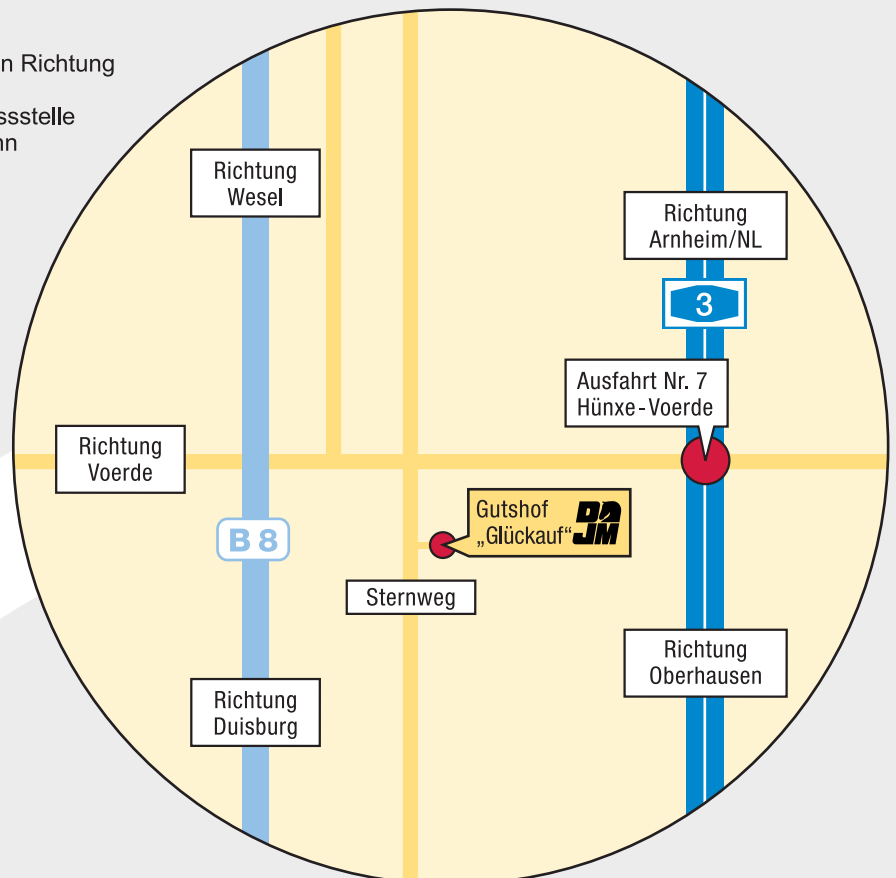 n Richtung
ssstelle
nn
Richtung
Wesel
Richtung
Arnheim/NL
3
Ausfahrt Nr. 7
Hünxe-Voerde
Richtung
Voerde
Gutshof
„Glückauf“
DAJM
B 8
Sternweg
Richtung
Oberhausen
Richtung
Duisburg